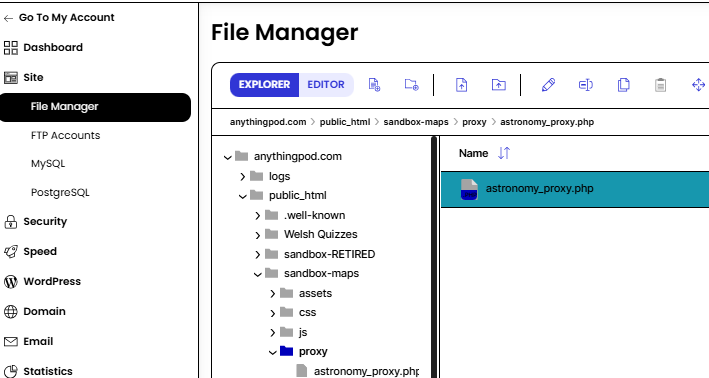 Go To My Account
Dashboard
Site
File Manager
FTP Accounts
MySQL
PostgreSQL
Security
Speed
WordPress
Domain
Email
Statistics
File Manager
EXPLORER EDITOR
anythingpod.com > public_html > sandbox-maps > proxy > astronomy_proxy.php
anythingpod.com
logs
public_html
.well-known
Welsh Quizzes
sandbox-RETIRED
sandbox-maps
assets
css
js
proxy
astronomy_proxy.php
Name
astronomy_proxy.php